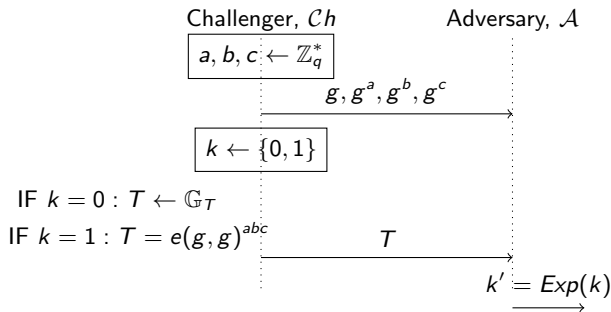 Challenger, 𝒞h Adversary, 𝒜
a, b, c ← ℤ_q^*
g, g^a, g^b, g^c
k ← {0, 1}
IF k = 0 : T ← 𝔾_T
IF k = 1 : T = e(g, g)^{abc}
T
k′ = Exp(k)